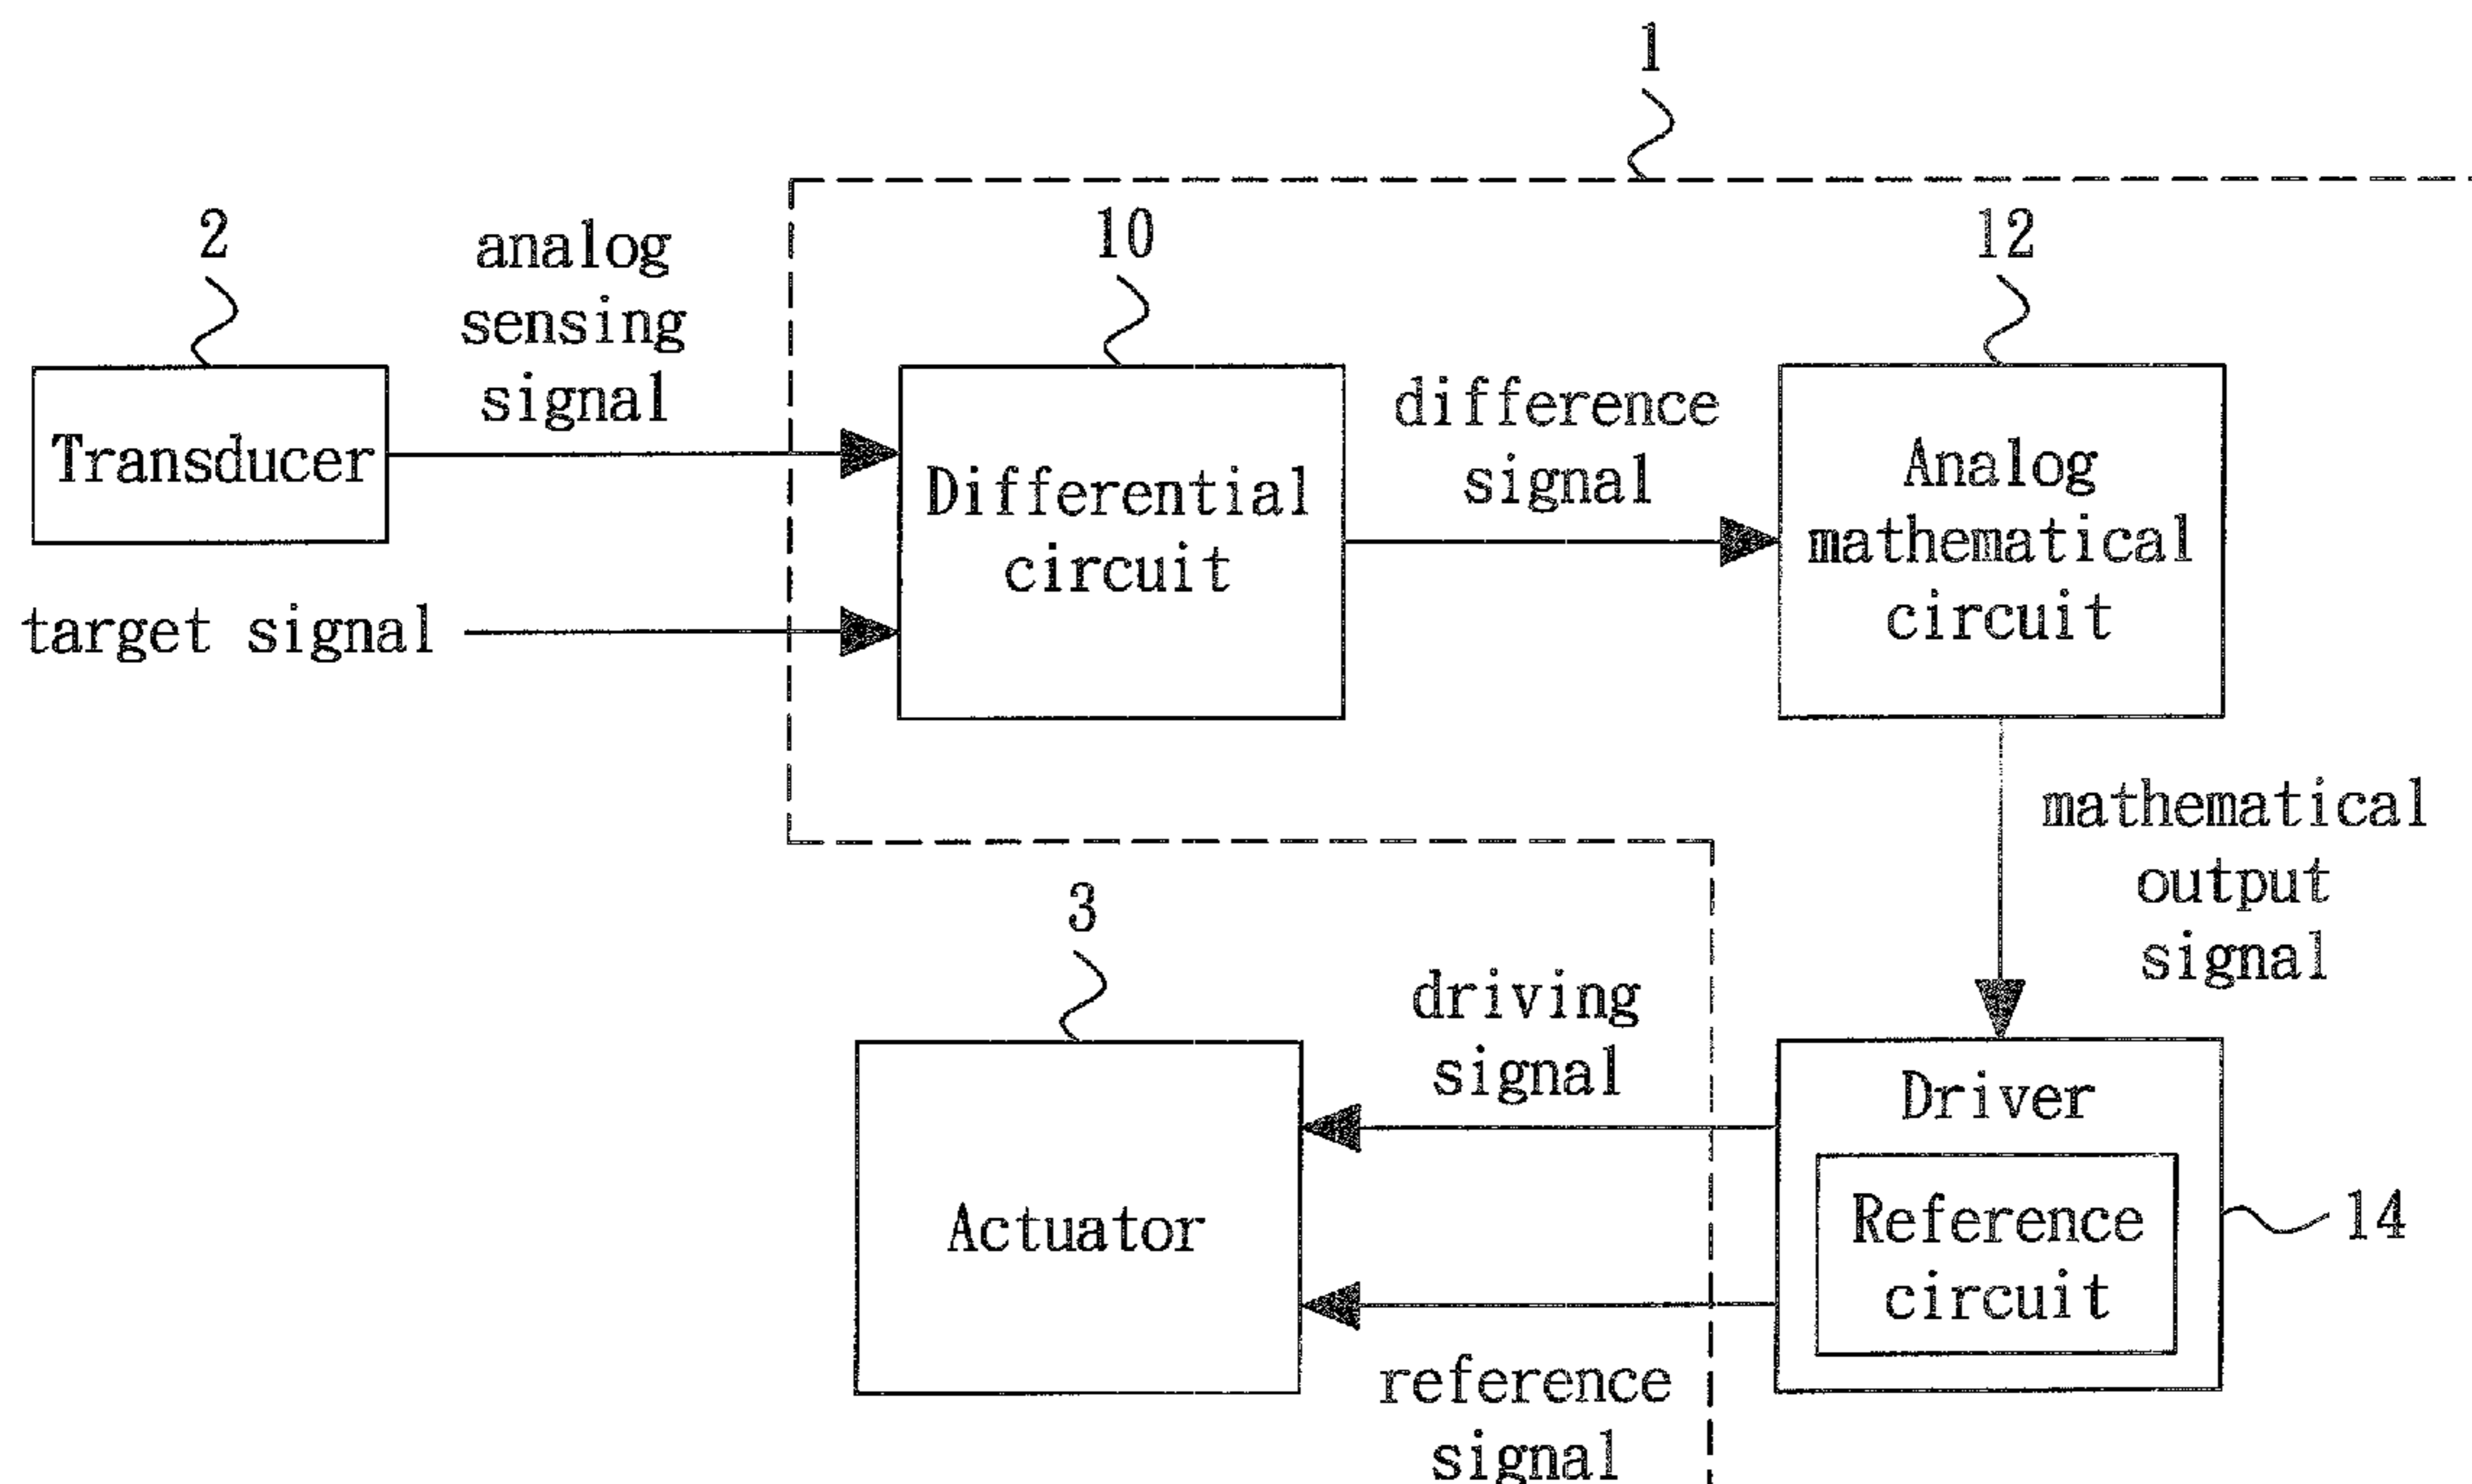 1
2
analog
sensing
signal
10
12
Transducer
Differential
circuit
difference
signal
Analog
mathematical
circuit
target signal
mathematical
output
signal
3
driving
signal
Driver
Actuator
Reference
circuit
14
reference
signal